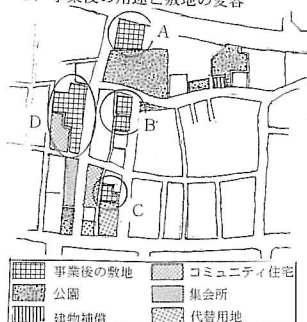 事業後の用途と敷地の変容
A
B
D
C
事業後の敷地 コミュニティ住宅
公園 集会所
建物補償 代替用地